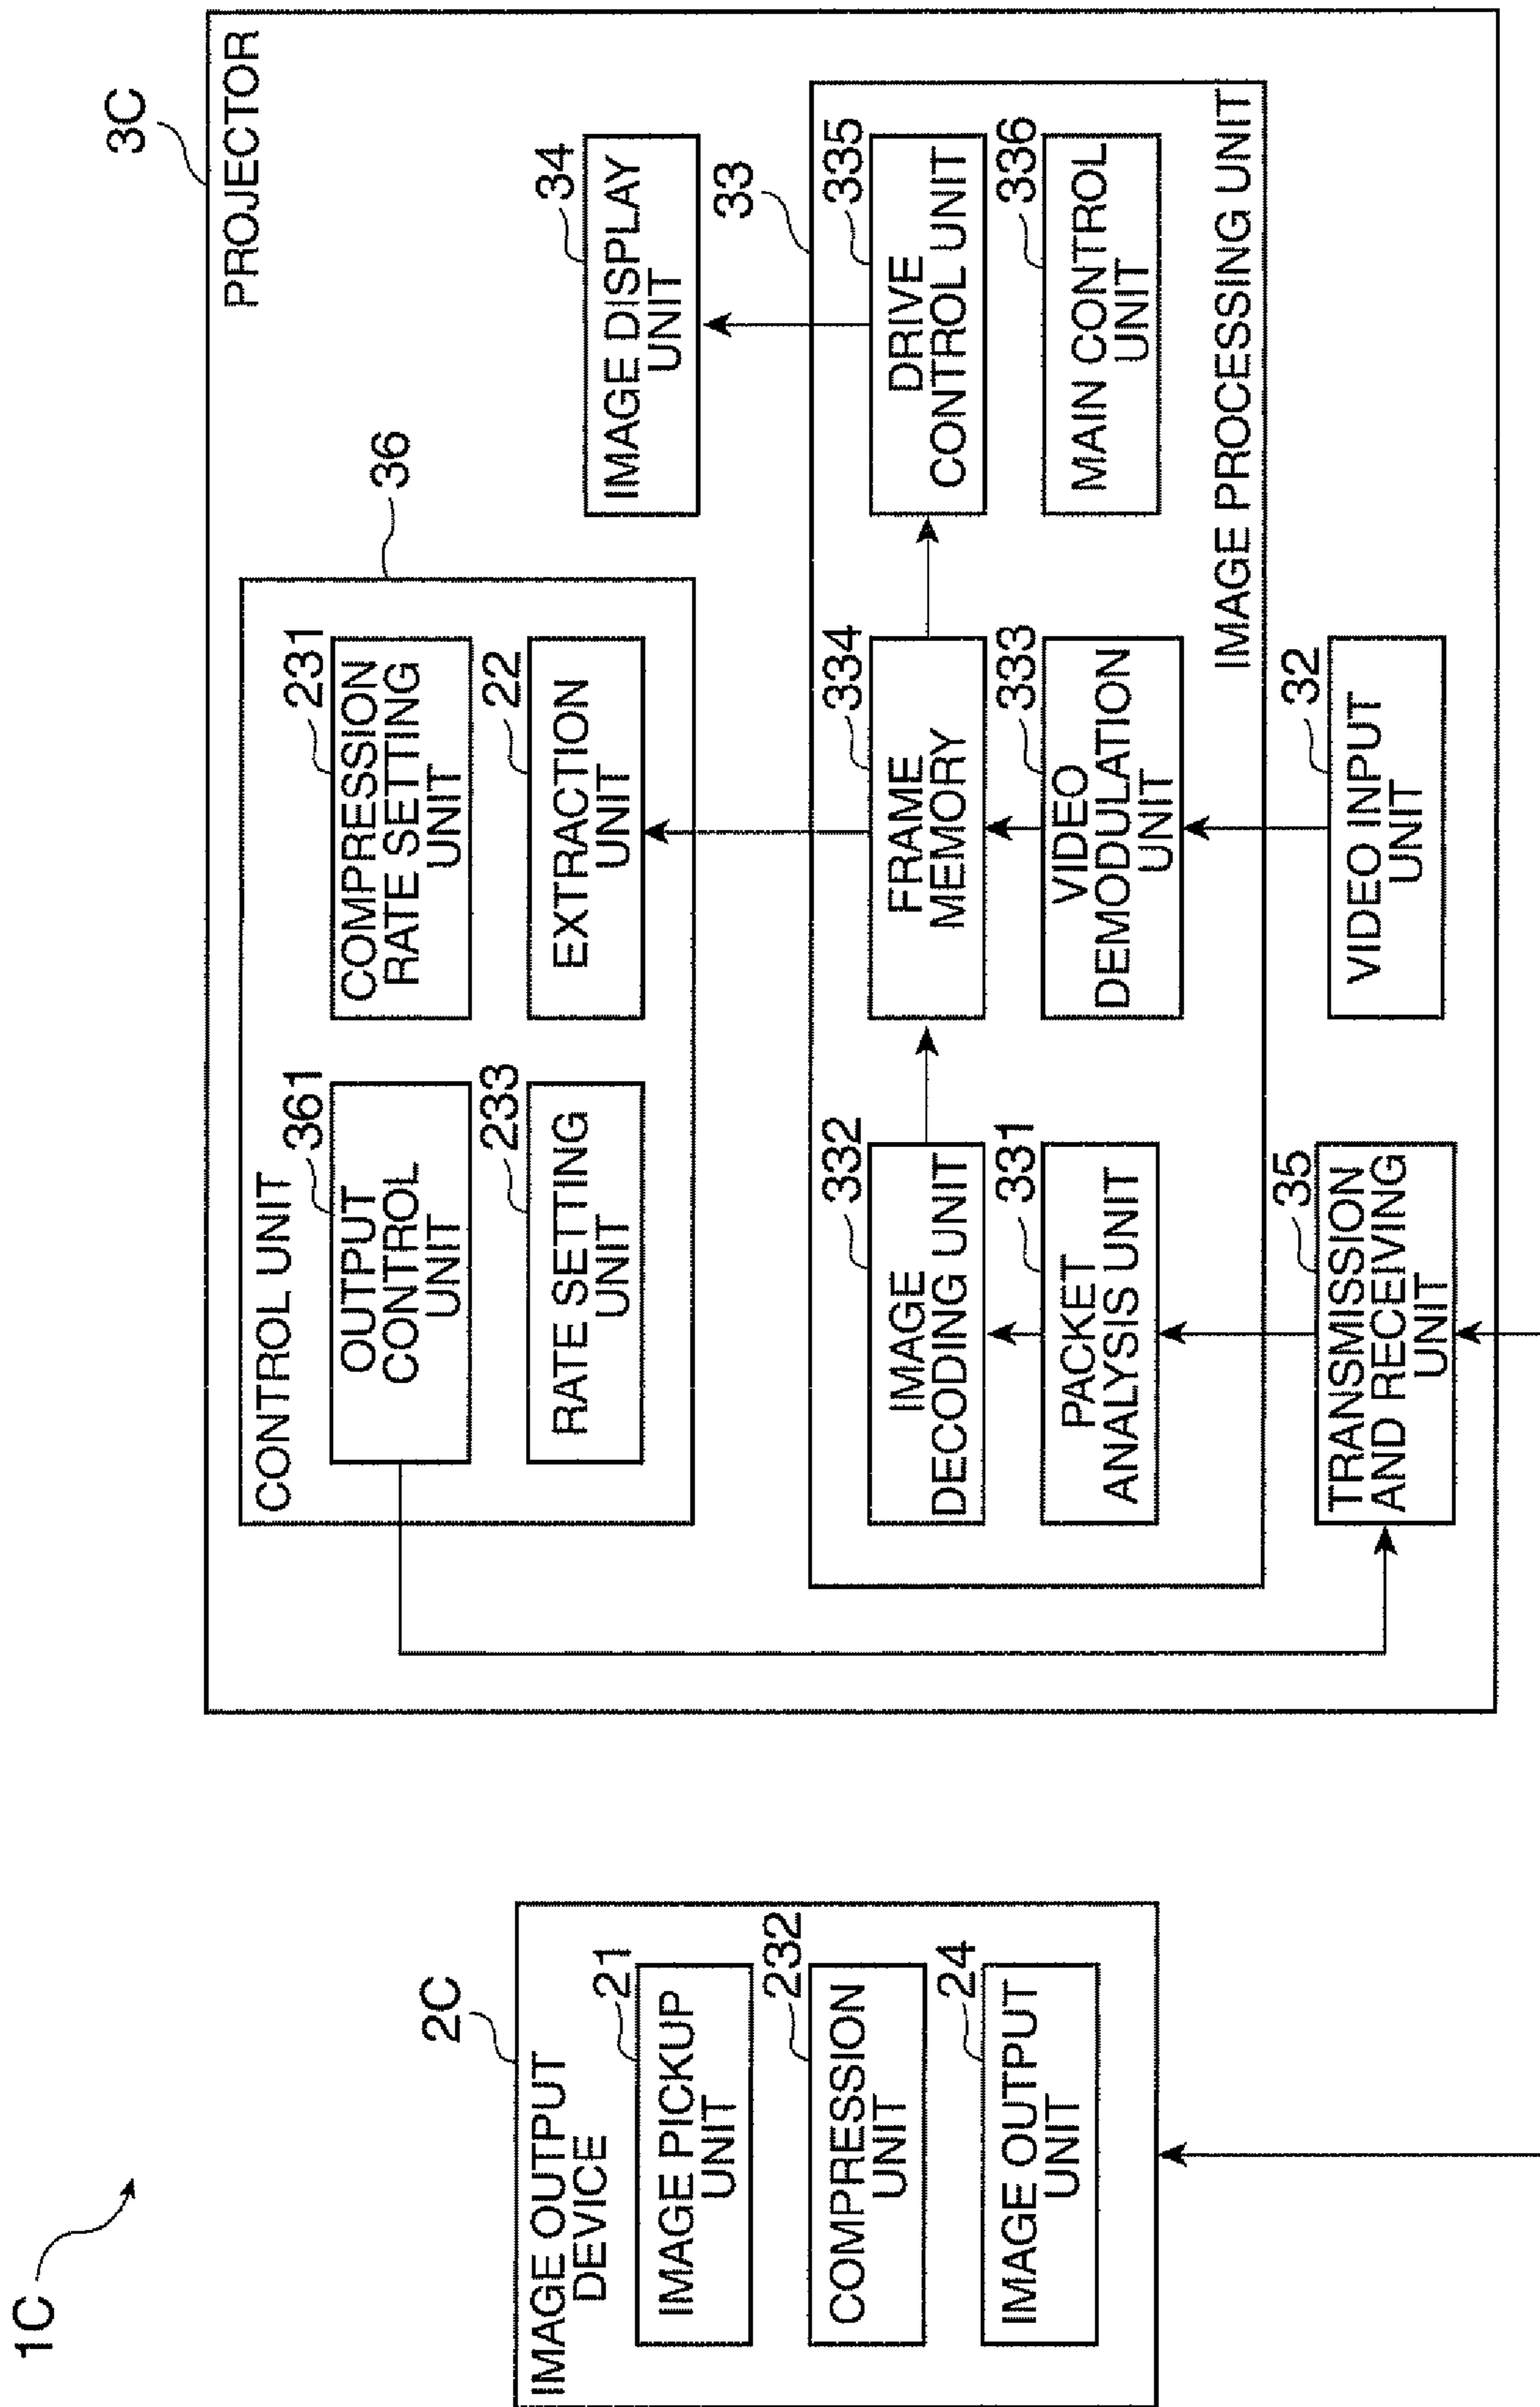 1C
2C
IMAGE OUTPUT
DEVICE
21
IMAGE PICKUP
UNIT
232
COMPRESSION
UNIT
24
IMAGE OUTPUT
UNIT
3C
PROJECTOR
36
CONTROL UNIT
361
OUTPUT
CONTROL
UNIT
231
COMPRESSION
RATE SETTING
UNIT
233
RATE SETTING
UNIT
22
EXTRACTION
UNIT
34
IMAGE DISPLAY
UNIT
33
332
IMAGE
DECODING UNIT
334
FRAME
MEMORY
335
DRIVE
CONTROL UNIT
331
PACKET
ANALYSIS UNIT
333
VIDEO
DEMODULATION
UNIT
336
MAIN CONTROL
UNIT
IMAGE PROCESSING UNIT
35
TRANSMISSION
AND RECEIVING
UNIT
32
VIDEO INPUT
UNIT